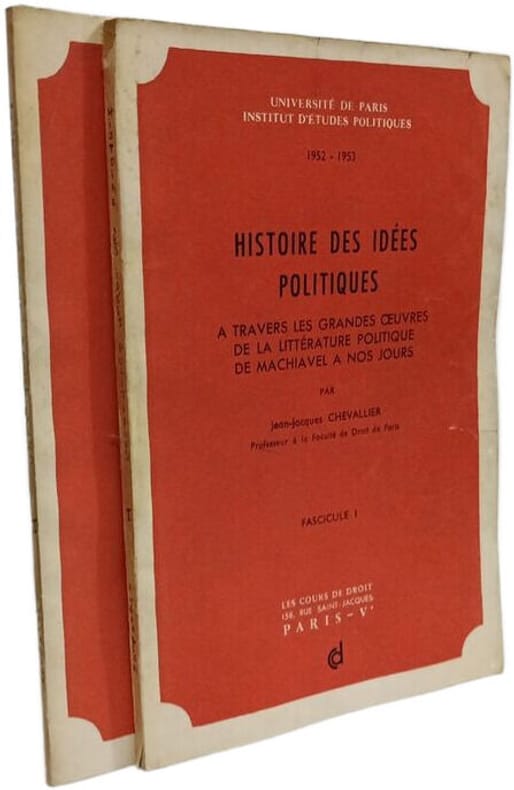 UNIVERSITÉ DE PARIS
INSTITUT D'ÉTUDES POLITIQUES
1952 - 1953
HISTOIRE DES IDÉES
POLITIQUES
A TRAVERS LES GRANDES ŒUVRES
DE LA LITTÉRATURE POLITIQUE
DE MACHIAVEL A NOS JOURS
PAR
Jean-Jacques CHEVALLIER
Professeur à la Faculté de Droit de Paris
FASCICULE I
LES COURS DE DROIT
158, RUE SAINT-JACQUES
PARIS-Vᵉ
cd